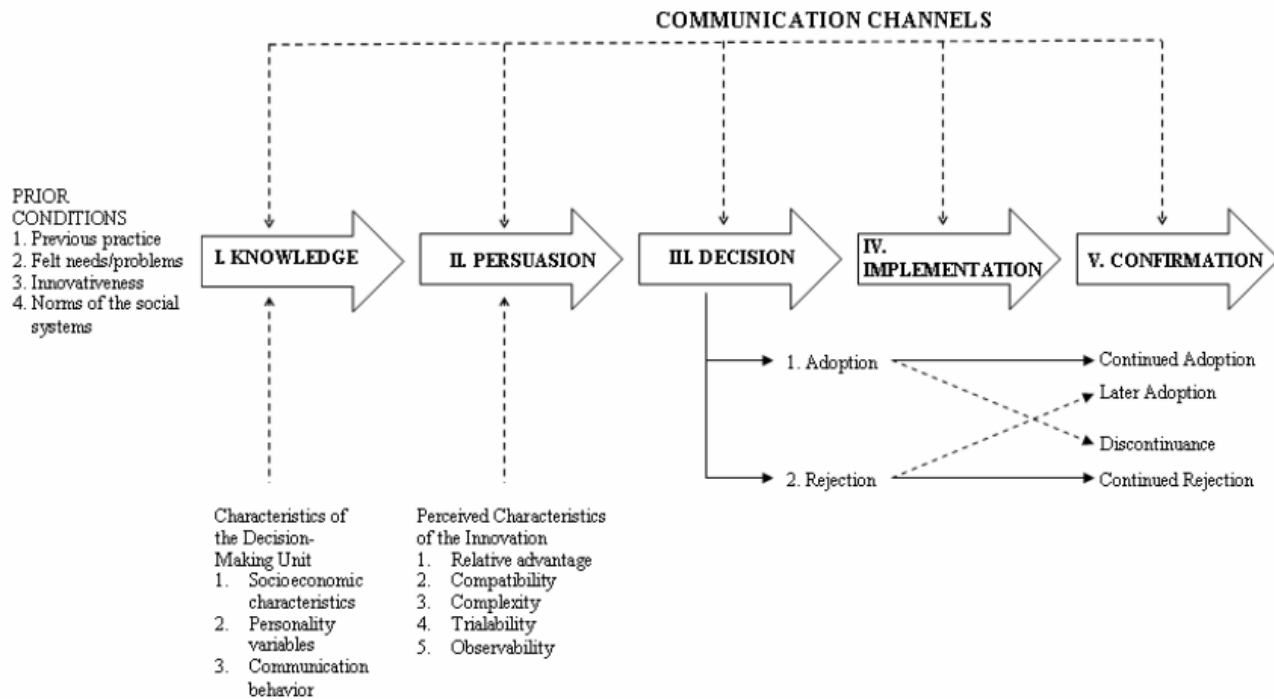 COMMUNICATION CHANNELS
PRIOR
CONDITIONS
1. Previous practice
2. Felt needs/problems
3. Innovativeness
4. Norms of the social
systems
I. KNOWLEDGE
II. PERSUASION
III. DECISION
IV.
IMPLEMENTATION
V. CONFIRMATION
1. Adoption
2. Rejection
Continued Adoption
Later Adoption
Discontinuance
Continued Rejection
Characteristics of
the Decision-
Making Unit
1. Socioeconomic
characteristics
2. Personality
variables
3. Communication
behavior
Perceived Characteristics
of the Innovation
1. Relative advantage
2. Compatibility
3. Complexity
4. Trialability
5. Observability